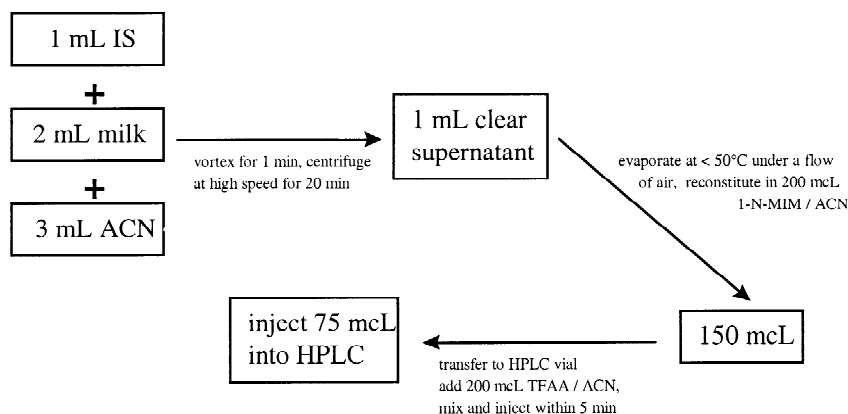 1 mL IS
+
2 mL milk
+
3 mL ACN
vortex for 1 min, centrifuge
at high speed for 20 min
1 mL clear
supernatant
evaporate at < 50°C under a flow
of air, reconstitute in 200 mcL
1-N-MIM / ACN
150 mcL
transfer to HPLC vial
add 200 mcL TFAA / ACN,
mix and inject within 5 min
inject 75 mcL
into HPLC